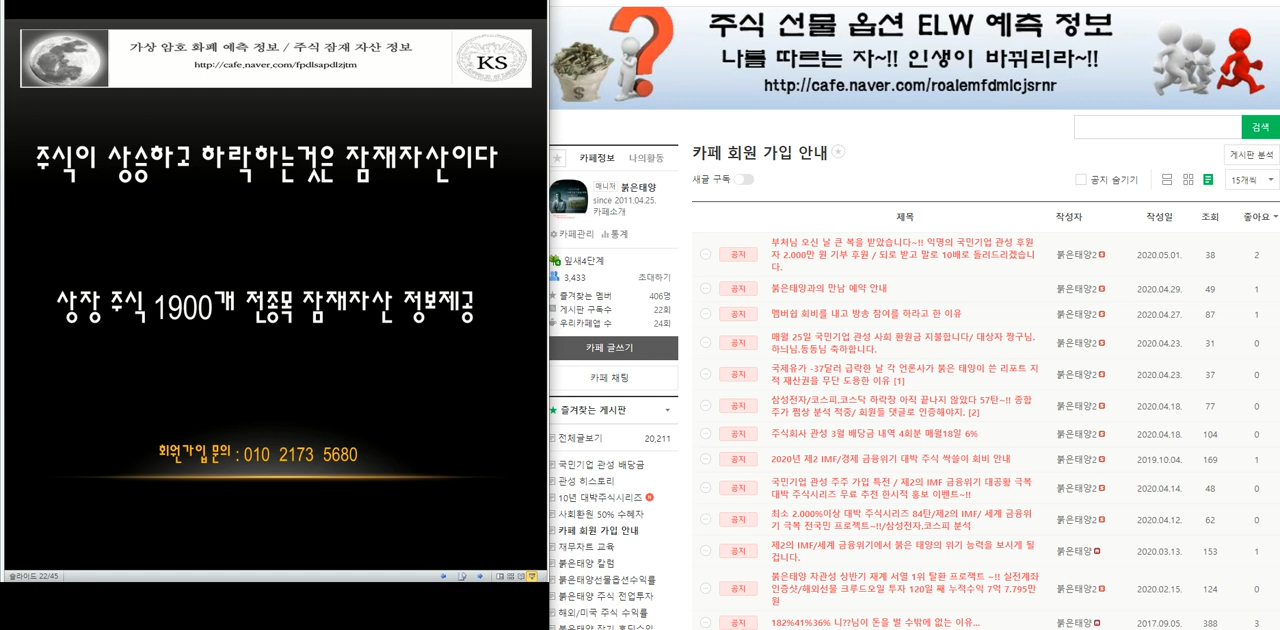 가상 암호 화폐 예측 정보 / 주식 잠재 자산 정보
http://cafe.naver.com/fpdlsapdlzjtm
KS
주식이 상승하고 하락하는것은 잠재자산이다
상장 주식 1900개 전종목 잠재자산 정보제공
회원가입 문의 : 010 2173 5680
슬라이드 22/45
주식 선물 옵션 ELW 예측 정보
나를 따르는 자~!! 인생이 바뀌리라~!!
http://cafe.naver.com/roalemfdmlcjsrnr
검색
카페정보 나의활동
매니저 붉은태양
since 2011.04.25.
카페소개
카페관리 통계
잎새4단계
3,433 초대하기
즐겨찾는 멤버 406명
게시판 구독수 22회
우리카페앱 수 24회
카페 글쓰기
카페 채팅
즐겨찾는 게시판
전체글보기 20,211
국민기업 관성 배당금
관성 히스토리
10년 대박주식시리즈
사회환원 50% 수혜자
카페 회원 가입 안내
재무차트 교육
붉은태양 칼럼
붉은태양선물옵션수익률
붉은태양 주식 전업투자
해외/미국 주식 수익률
카페 회원 가입 안내
게시판 분석
새글 구독
공지 숨기기 15개씩
제목 작성자 작성일 조회 좋아요
공지 부처님 오신 날 큰 복을 받았습니다~!! 익명의 국민기업 관성 후원
자 2.000만 원 기부 후원 / 되로 받고 말로 10배로 돌려드리겠습니
다. 붉은태양2 2020.05.01. 38 2
공지 붉은태양과의 만남 예약 안내 붉은태양2 2020.04.29. 49 1
공지 멤버쉽 회비를 내고 방송 참여를 하라고 한 이유 붉은태양2 2020.04.27. 87 1
공지 매월 25일 국민기업 관성 사회 환원금 지불합니다/ 대상자 짱구님.
하늬님.동동님 축하합니다. 붉은태양2 2020.04.23. 31 0
공지 국제유가 -37달러 급락한 날 각 언론사가 붉은 태양이 쓴 리포트 지
적 재산권을 무단 도용한 이유 [1] 붉은태양2 2020.04.23. 37 0
공지 삼성전자/코스피.코스닥 하락장 아직 끝나지 않았다 57탄~!! 종합
주가 폄상 분석 적중/ 회원들 댓글로 인증해야지. [2] 붉은태양2 2020.04.18. 77 0
공지 주식회사 관성 3월 배당금 내역 4회분 매월18일 6% 붉은태양2 2020.04.18. 104 0
공지 2020년 제2 IMF/경제 금융위기 대박 주식 싹쓸이 회비 안내 붉은태양2 2019.10.04. 169 1
공지 국민기업 관성 주주 가입 특전 / 제2의 IMF 금융위기 대공황 극복
대박 주식시리즈 무료 추천 한시적 홍보 이벤트~!! 붉은태양2 2020.04.14. 48 0
공지 최소 2.000%이상 대박 주식시리즈 84탄/제2의 IMF/ 세계 금융위
기 극복 전국민 프로젝트~!!/삼성전자.코스피 분석 붉은태양2 2020.04.12. 62 0
공지 제2의 IMF/세계 금융위기에서 붉은 태양의 위기 능력을 보시게 될
겁니다. 붉은태양 2020.03.13. 153 1
공지 붉은태양 자관성 상반기 재계 서열 1위 탈환 프로젝트 ~!! 실전계좌
인증샷/해외선물 크루드오일 투자 120일 째 누적수익 7억 7.795만
원 붉은태양2 2020.02.15. 124 0
공지 182%41%36% 니??님이 돈을 벌 수밖에 없는 이유... 붉은태양 2017.09.05. 388 3